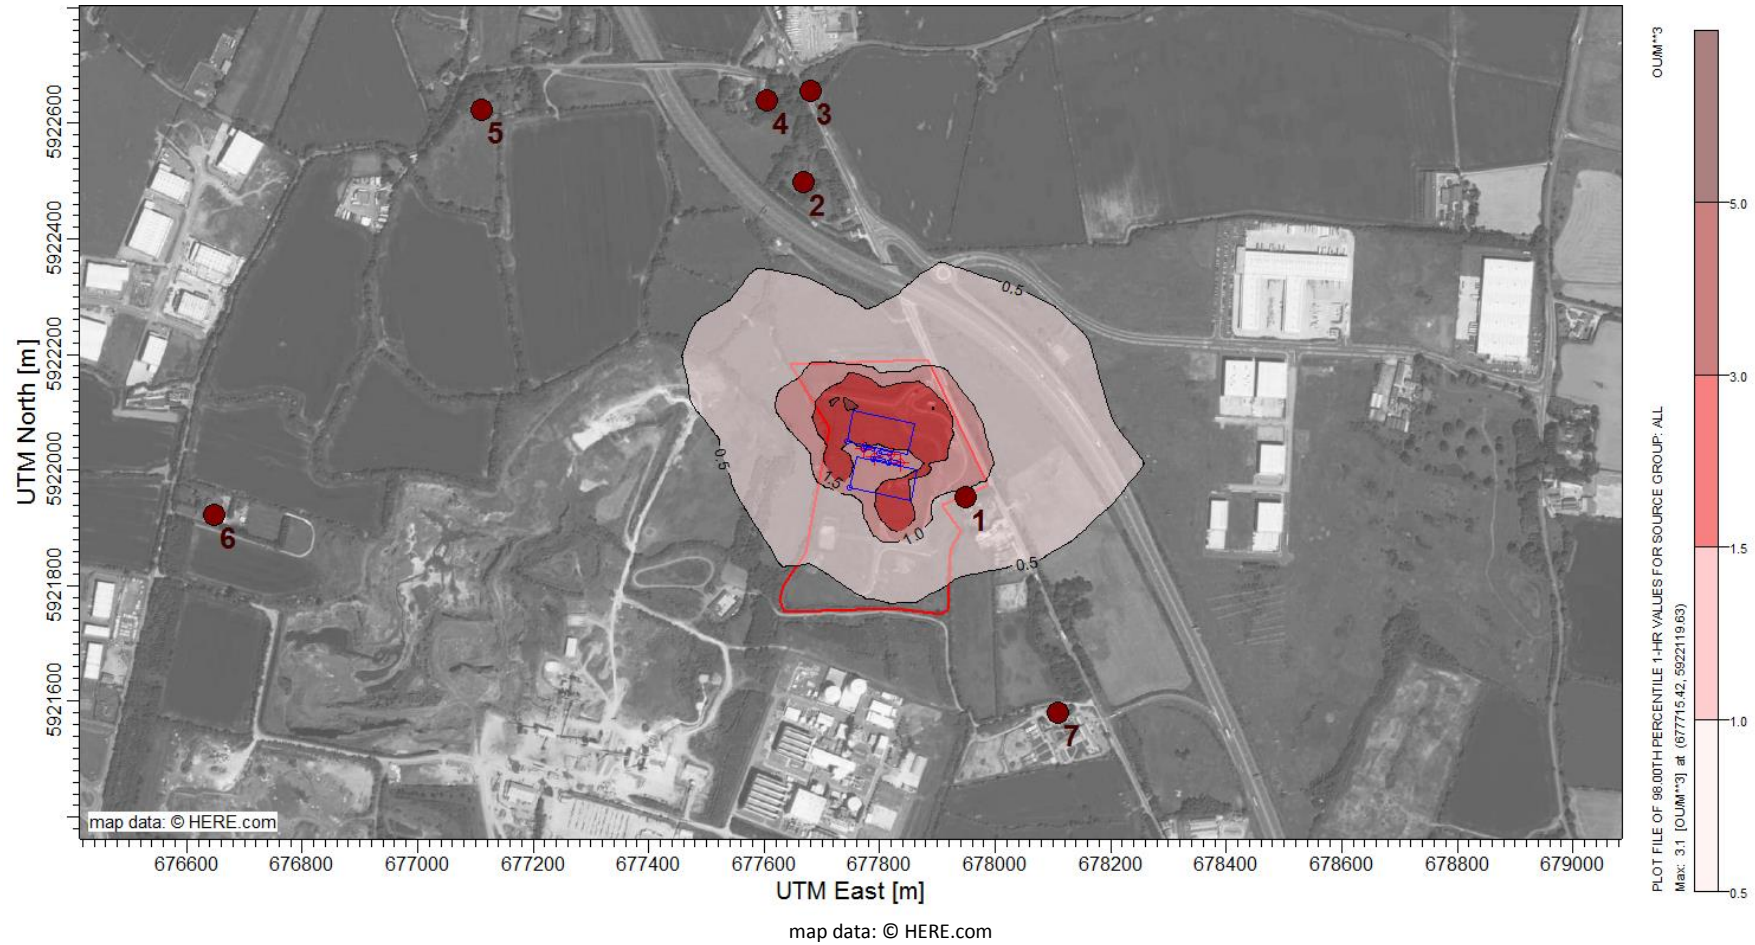 UTM North [m]
5922600
5922400
5922200
5922000
5921800
5921600
5
4
3
2
1
6
7
0.5
0.5
0.5
1.0
1.5
map data: © HERE.com
676600 676800 677000 677200 677400 677600 677800 678000 678200 678400 678600 678800 679000
UTM East [m]
map data: © HERE.com
OU/M**3
PLOT FILE OF 98.00TH PERCENTILE 1-HR VALUES FOR SOURCE GROUP: ALL
Max: 3.1 [OU/M**3] at (677715.42, 5922119.63)
5.0
3.0
1.5
1.0
0.5